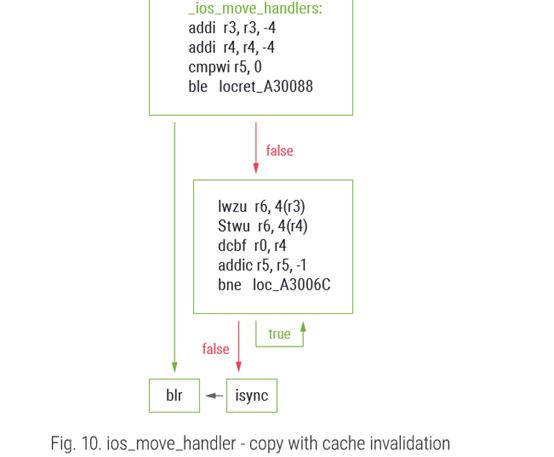 _ios_move_handlers:
addi r3, r3, -4
addi r4, r4, -4
cmpwi r5, 0
ble locret_A30088
false
lwzu r6, 4(r3)
Stwu r6, 4(r4)
dcbf r0, r4
addic r5, r5, -1
bne loc_A3006C
true
false
blr
isync
Fig. 10. ios_move_handler - copy with cache invalidation